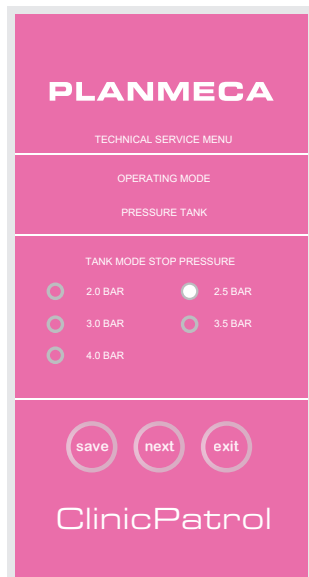 PLANMECA
TECHNICAL SERVICE MENU
OPERATING MODE
PRESSURE TANK
TANK MODE STOP PRESSURE
2.0 BAR 2.5 BAR
3.0 BAR 3.5 BAR
4.0 BAR
save next exit
ClinicPatrol